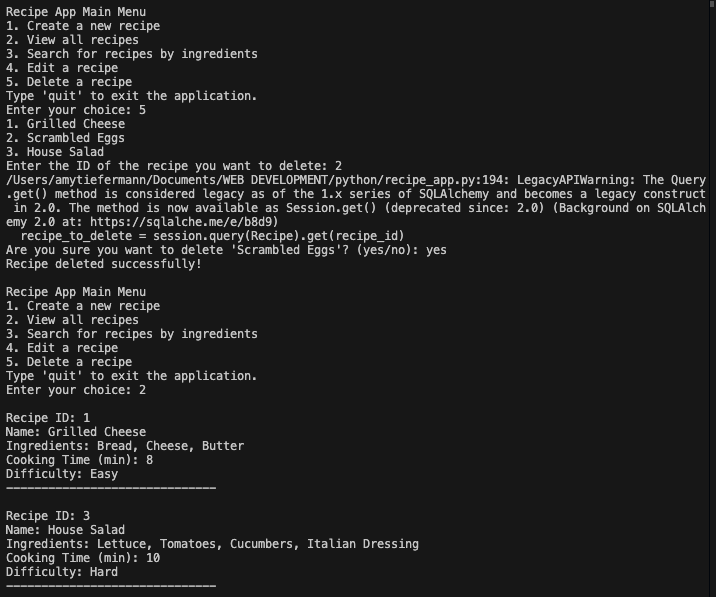 Recipe App Main Menu
1. Create a new recipe
2. View all recipes
3. Search for recipes by ingredients
4. Edit a recipe
5. Delete a recipe
Type 'quit' to exit the application.
Enter your choice: 5
1. Grilled Cheese
2. Scrambled Eggs
3. House Salad
Enter the ID of the recipe you want to delete: 2
/Users/amytiefermann/Documents/WEB DEVELOPMENT/python/recipe_app.py:194: LegacyAPIWarning: The Query
.get() method is considered legacy as of the 1.x series of SQLAlchemy and becomes a legacy construct
 in 2.0. The method is now available as Session.get() (deprecated since: 2.0) (Background on SQLAlch
emy 2.0 at: https://sqlalche.me/e/b8d9)
  recipe_to_delete = session.query(Recipe).get(recipe_id)
Are you sure you want to delete 'Scrambled Eggs'? (yes/no): yes
Recipe deleted successfully!

Recipe App Main Menu
1. Create a new recipe
2. View all recipes
3. Search for recipes by ingredients
4. Edit a recipe
5. Delete a recipe
Type 'quit' to exit the application.
Enter your choice: 2

Recipe ID: 1
Name: Grilled Cheese
Ingredients: Bread, Cheese, Butter
Cooking Time (min): 8
Difficulty: Easy
------------------------------

Recipe ID: 3
Name: House Salad
Ingredients: Lettuce, Tomatoes, Cucumbers, Italian Dressing
Cooking Time (min): 10
Difficulty: Hard
------------------------------